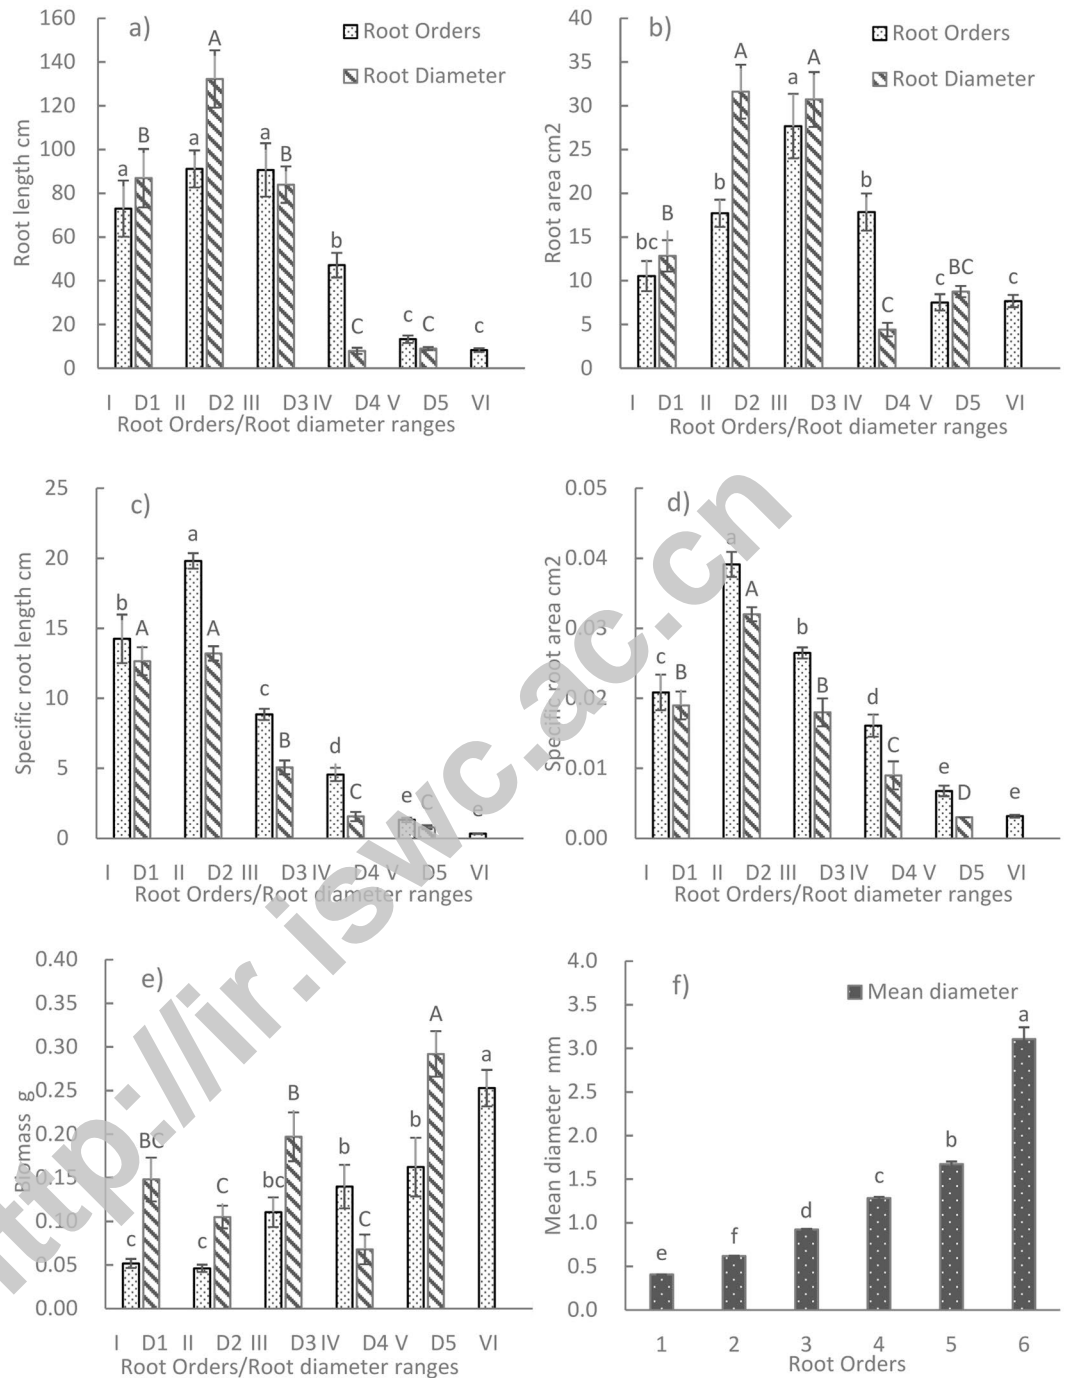 a)
Root Orders
Root Diameter
160
140
120
100
80
60
40
20
0
Root length cm
a B a A a B b C c C c
I D1 II D2 III D3 IV D4 V D5 VI
Root Orders/Root diameter ranges
b)
Root Orders
Root Diameter
40
35
30
25
20
15
10
5
0
Root area cm2
bc B b A a A b C c BC c
I D1 II D2 III D3 IV D4 V D5 VI
Root Orders/Root diameter ranges
c)
25
20
15
10
5
0
Specific root length cm
b A a A c B d C e C e
I D1 II D2 III D3 IV D4 V D5 VI
Root Orders/Root diameter ranges
d)
0.05
0.04
0.03
0.02
0.01
0.00
Specific root area cm2
c B a A b B d C e D e
I D1 II D2 III D3 IV D4 V D5 VI
Root Orders/Root diameter ranges
e)
0.40
0.35
0.30
0.25
0.20
0.15
0.10
0.05
0.00
Biomass g
c BC c C bc B b C b A a
I D1 II D2 III D3 IV D4 V D5 VI
Root Orders/Root diameter ranges
f)
Mean diameter
4.0
3.5
3.0
2.5
2.0
1.5
1.0
0.5
0.0
Mean diameter mm
e f d c b a
1 2 3 4 5 6
Root Orders
http://ir.iswc.ac.cn